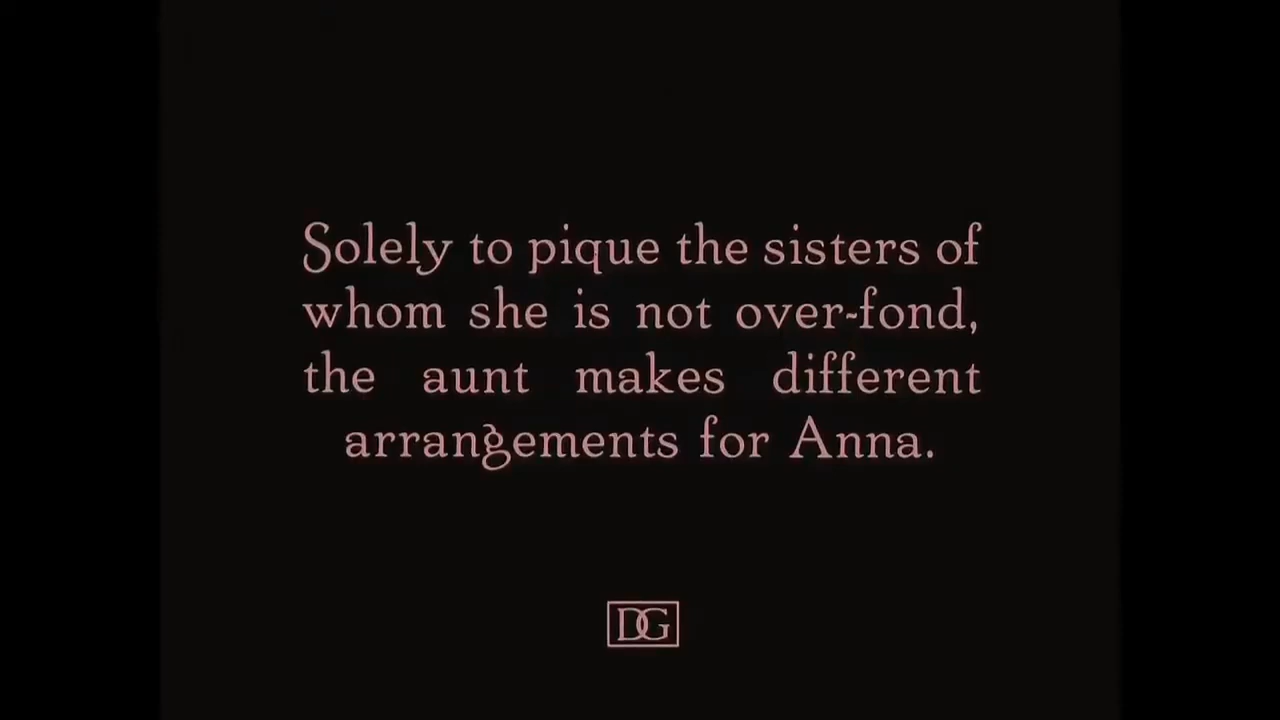 Solely to pique the sisters of
whom she is not over-fond,
the aunt makes different
arrangements for Anna.
DG